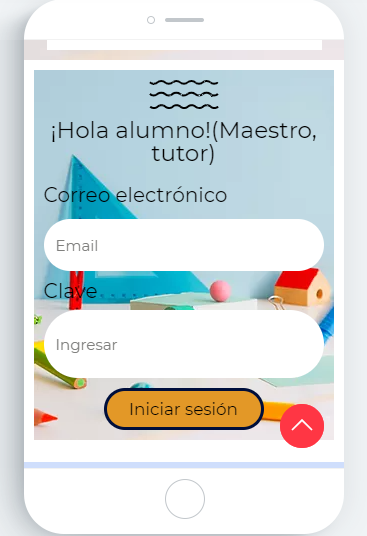 ¡Hola alumno!(Maestro,
tutor)
Correo electrónico
Email
Clave
Ingresar
Iniciar sesión